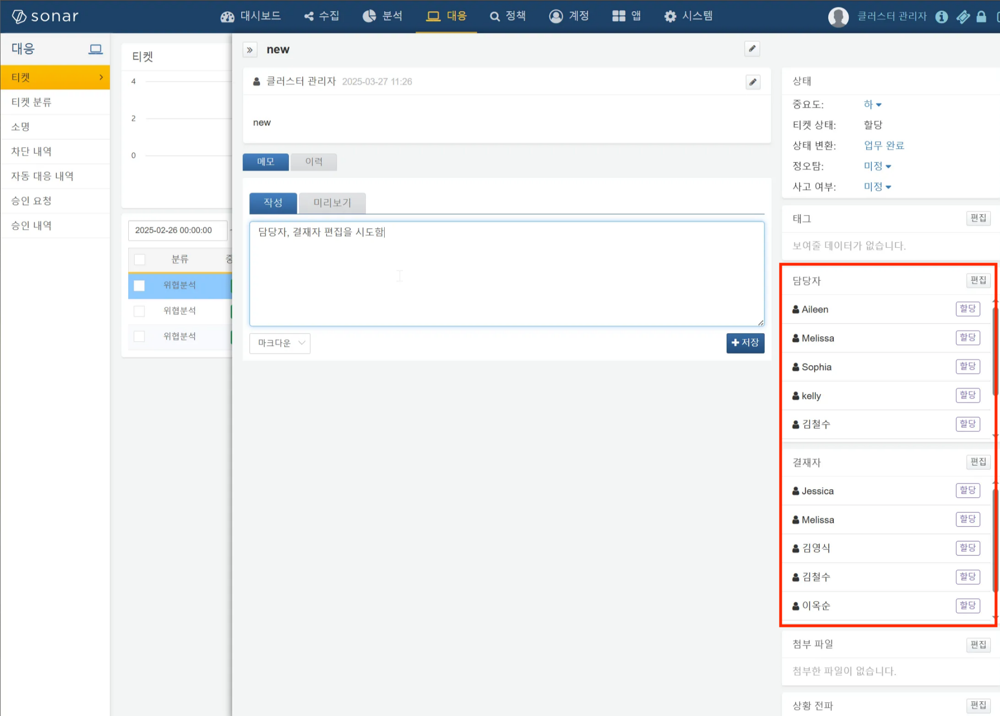 sonar
대시보드
수집
분석
대응
정책
계정
앱
시스템
클러스터 관리자
대응
티켓
티켓 분류
소명
차단 내역
자동 대응 내역
승인 요청
승인 내역
티켓
4
2
0
2025-02-26 00:00:00
분류
위협분석
위협분석
위협분석
new
클러스터 관리자 2025-03-27 11:26
new
메모
이력
작성
미리보기
담당자, 결재자 편집을 시도함
마크다운
저장
상태
중요도: 하
티켓 상태: 할당
상태 변환: 업무 완료
정오탐: 미정
사고 여부: 미정
태그 편집
보여줄 데이터가 없습니다.
담당자 편집
Aileen 할당
Melissa 할당
Sophia 할당
kelly 할당
김철수 할당
결재자 편집
Jessica 할당
Melissa 할당
김영식 할당
김철수 할당
이옥순 할당
첨부 파일 편집
첨부한 파일이 없습니다.
상황 전파 편집